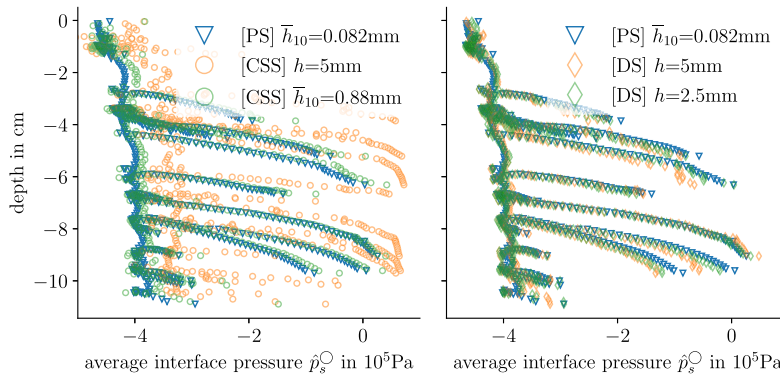 [PS] h̅₁₀=0.082mm
[CSS] h=5mm
[CSS] h̅₁₀=0.88mm
[PS] h̅₁₀=0.082mm
[DS] h=5mm
[DS] h=2.5mm
depth in cm
0
−2
−4
−6
−8
−10
−4 −2 0
−4 −2 0
average interface pressure p̂ₛ^○ in 10⁵Pa
average interface pressure p̂ₛ^○ in 10⁵Pa